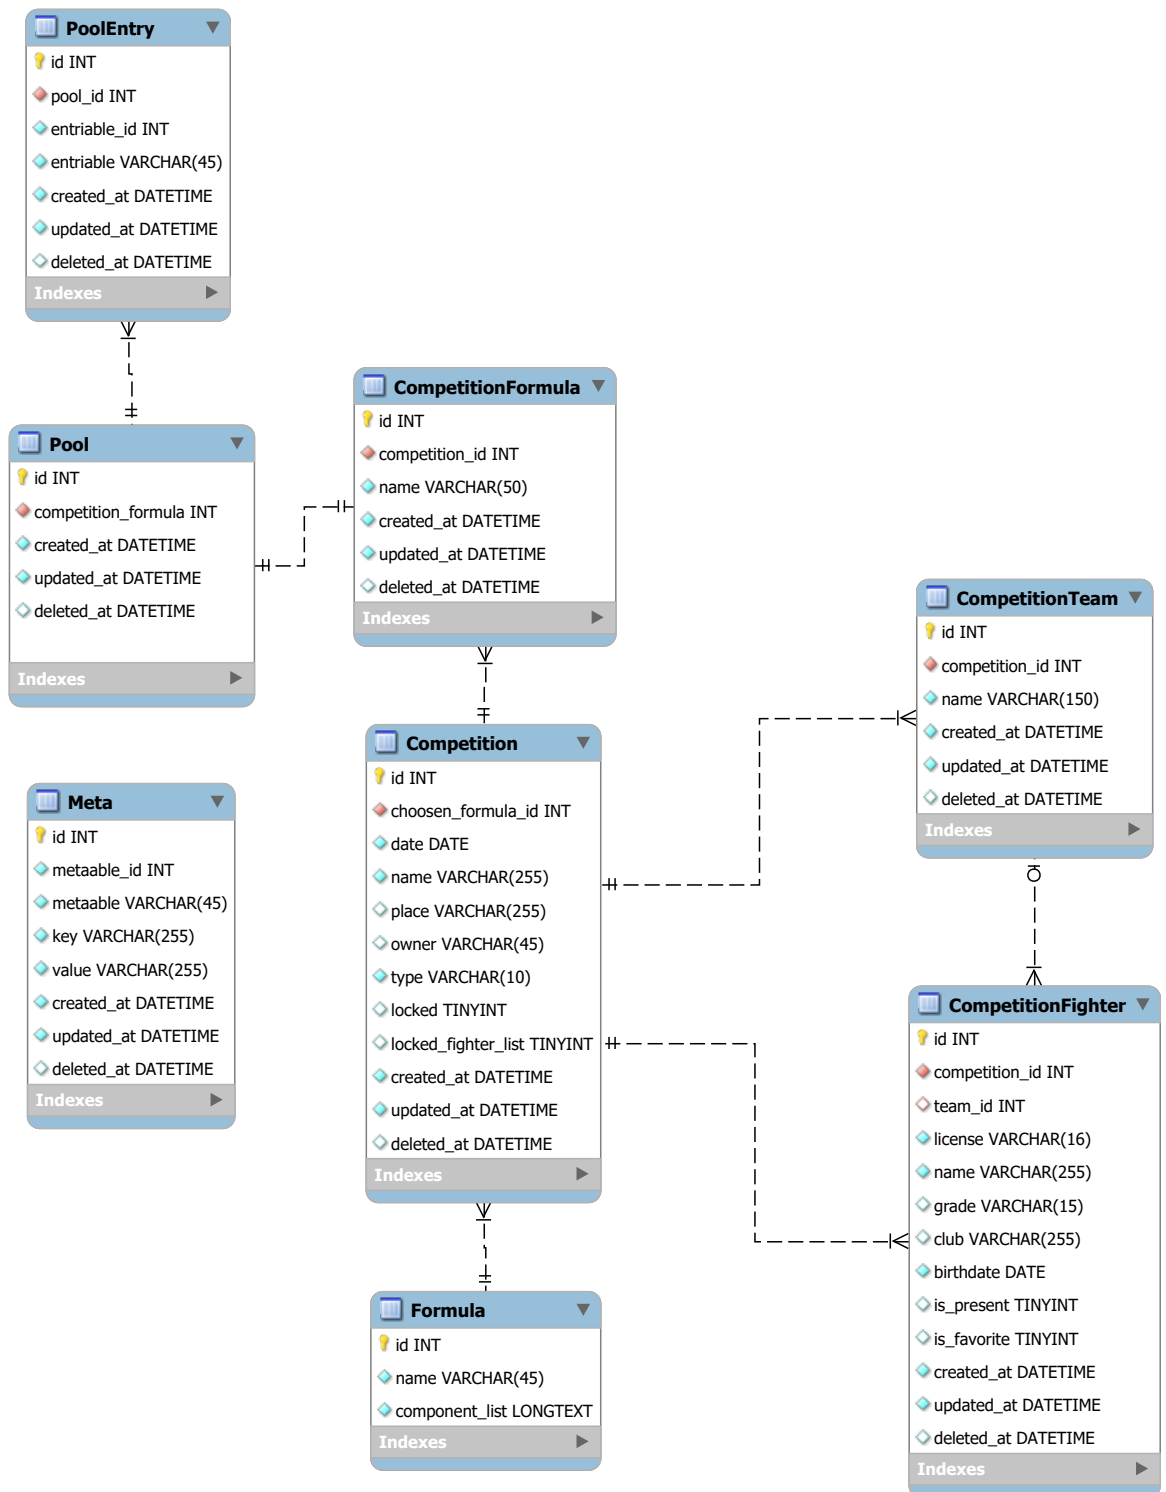 PoolEntry
id INT
pool_id INT
entriable_id INT
entriable VARCHAR(45)
created_at DATETIME
updated_at DATETIME
deleted_at DATETIME
Indexes
Pool
id INT
competition_formula INT
created_at DATETIME
updated_at DATETIME
deleted_at DATETIME
Indexes
CompetitionFormula
id INT
competition_id INT
name VARCHAR(50)
created_at DATETIME
updated_at DATETIME
deleted_at DATETIME
Indexes
CompetitionTeam
id INT
competition_id INT
name VARCHAR(150)
created_at DATETIME
updated_at DATETIME
deleted_at DATETIME
Indexes
Competition
id INT
choosen_formula_id INT
date DATE
name VARCHAR(255)
place VARCHAR(255)
owner VARCHAR(45)
type VARCHAR(10)
locked TINYINT
locked_fighter_list TINYINT
created_at DATETIME
updated_at DATETIME
deleted_at DATETIME
Indexes
Meta
id INT
metaable_id INT
metaable VARCHAR(45)
key VARCHAR(255)
value VARCHAR(255)
created_at DATETIME
updated_at DATETIME
deleted_at DATETIME
Indexes
CompetitionFighter
id INT
competition_id INT
team_id INT
license VARCHAR(16)
name VARCHAR(255)
grade VARCHAR(15)
club VARCHAR(255)
birthdate DATE
is_present TINYINT
is_favorite TINYINT
created_at DATETIME
updated_at DATETIME
deleted_at DATETIME
Indexes
Formula
id INT
name VARCHAR(45)
component_list LONGTEXT
Indexes